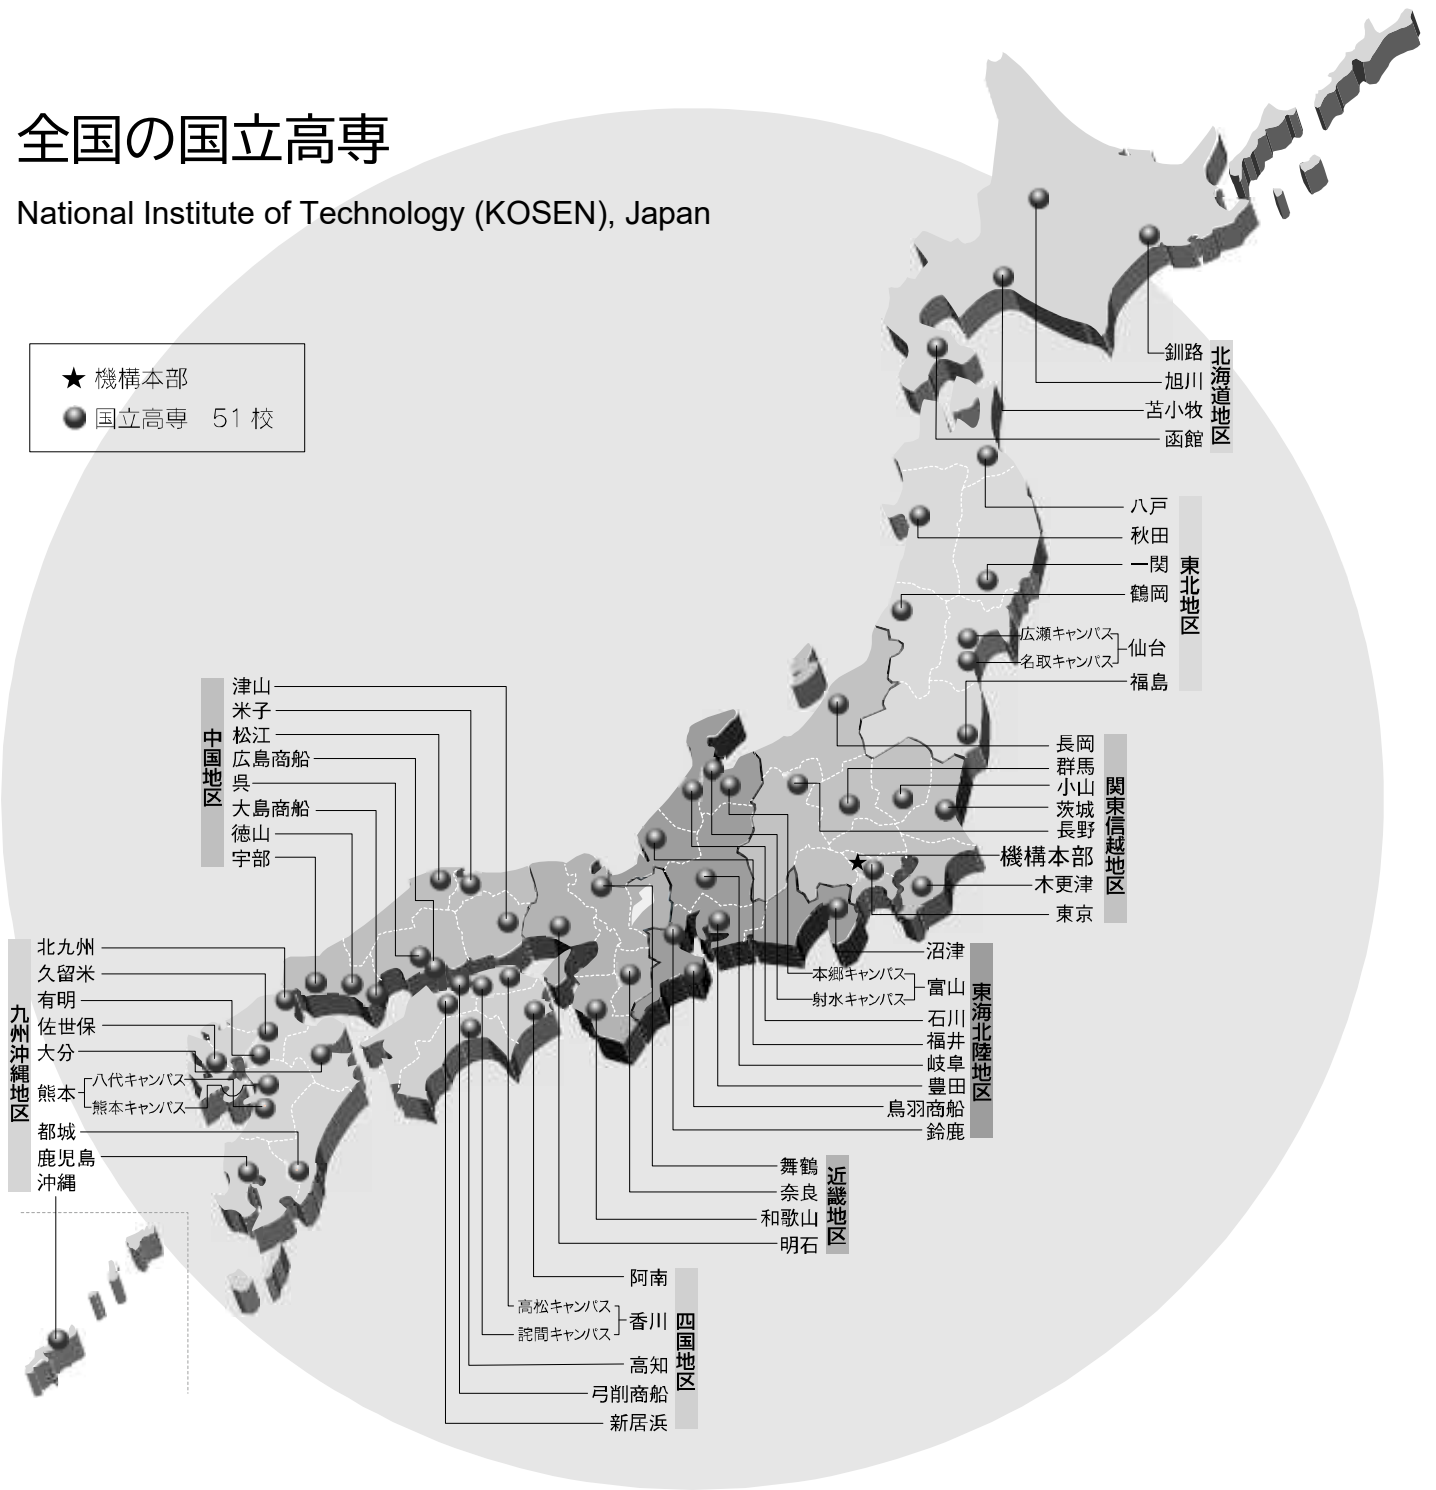 全国の国立高専
National Institute of Technology (KOSEN), Japan
★ 機構本部
国立高専 51 校
北海道地区
釧路
旭川
苫小牧
函館
東北地区
八戸
秋田
一関
鶴岡
広瀬キャンパス
名取キャンパス
仙台
福島
関東信越地区
長岡
群馬
小山
茨城
長野
機構本部
木更津
東京
東海北陸地区
沼津
本郷キャンパス
射水キャンパス
富山
石川
福井
岐阜
豊田
鳥羽商船
鈴鹿
近畿地区
舞鶴
奈良
和歌山
明石
中国地区
津山
米子
松江
広島商船
呉
大島商船
徳山
宇部
四国地区
阿南
高松キャンパス
詫間キャンパス
香川
高知
弓削商船
新居浜
九州沖縄地区
北九州
久留米
有明
佐世保
大分
熊本
八代キャンパス
熊本キャンパス
都城
鹿児島
沖縄